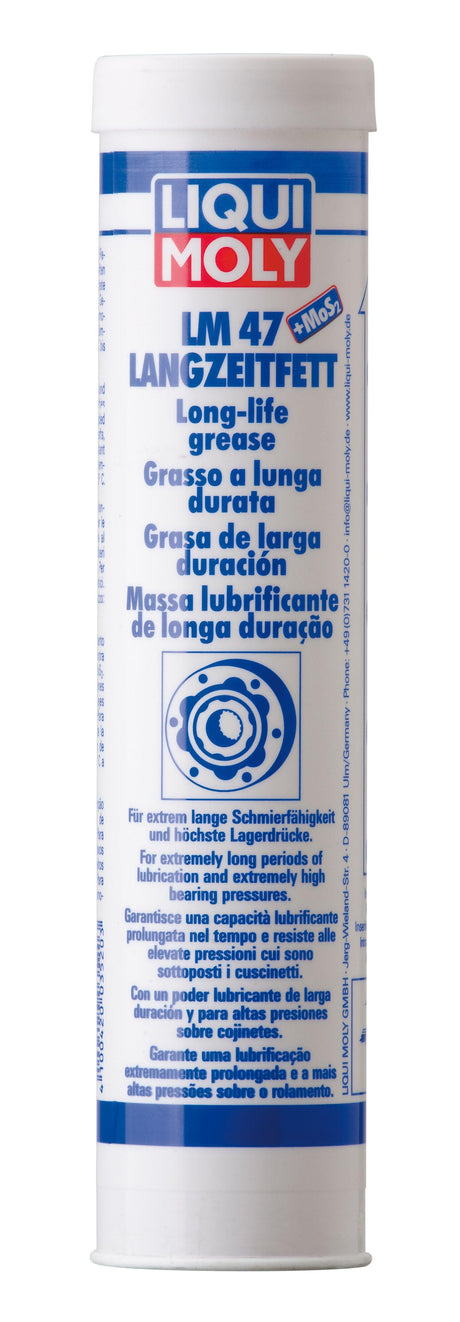 LIQUI
MOLY
LM 47
+MoS2
LANGZEITFETT
Long-life
grease
Grasso a lunga
durata
Grasa de larga
duración
Massa lubrificante
de longa duração
Für extrem lange Schmierfähigkeit
und höchste Lagerdrücke.
For extremely long periods of
lubrication and extremely high
bearing pressures.
Garantisce una capacità lubrificante
prolungata nel tempo e resiste alle
elevate pressioni cui sono
sottoposti i cuscinetti.
Con un poder lubricante de larga
duración y para altas presiones
sobre cojinetes.
Garante uma lubrificação
extremamente prolongada e a mais
altas pressões sobre o rolamento.
LIQUI MOLY GMBH · Jerg-Wieland-Str. 4 · D-89081 Ulm/Germany · Phone: +49 (0)731 1420-0 · info@liqui-moly.de · www.liqui-moly.de